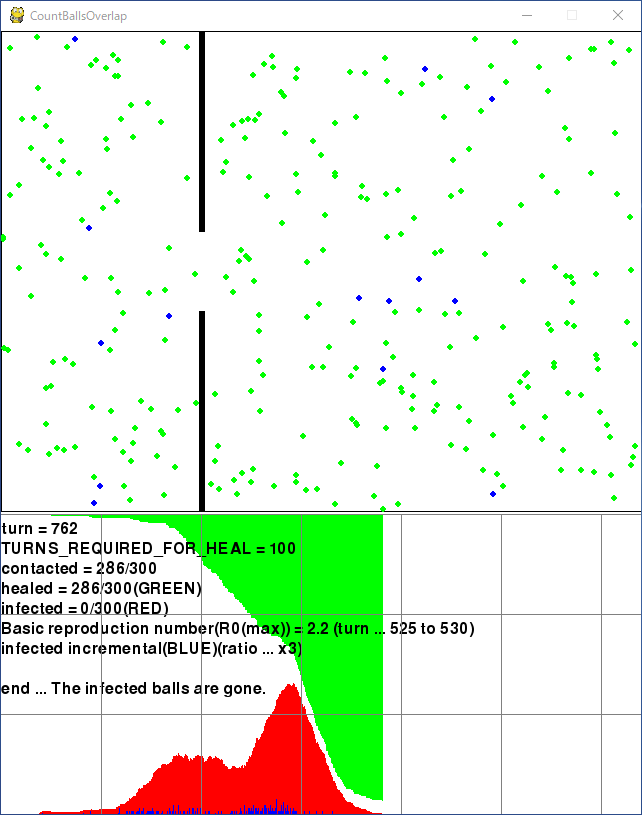 CountBallsOverlap
turn = 762
TURNS_REQUIRED_FOR_HEAL = 100
contacted = 286/300
healed = 286/300(GREEN)
infected = 0/300(RED)
Basic reproduction number(R0(max)) = 2.2 (turn ... 525 to 530)
infected incremental(BLUE)(ratio ... x3)
end ... The infected balls are gone.